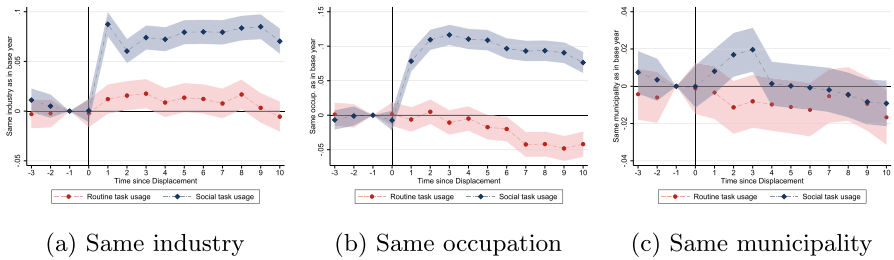 Same industry as in base year
.1
.05
0
-.05
-3 -2 -1 0 1 2 3 4 5 6 7 8 9 10
Time since Displacement
Routine task usage Social task usage
(a) Same industry
Same occup. as in base year
.15
.1
.05
0
-.05
-3 -2 -1 0 1 2 3 4 5 6 7 8 9 10
Time since Displacement
Routine task usage Social task usage
(b) Same occupation
Same municipality as in base year
.04
.02
0
-.02
-.04
-3 -2 -1 0 1 2 3 4 5 6 7 8 9 10
Time since Displacement
Routine task usage Social task usage
(c) Same municipality